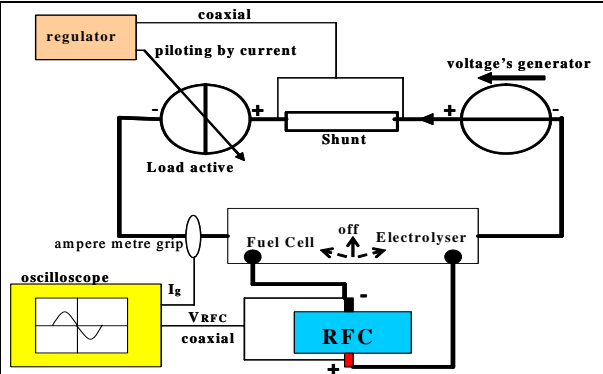 coaxial
regulator
piloting by current
voltage's generator
- + + -
Shunt
Load active
off
Fuel Cell
Electrolyser
ampere metre grip
oscilloscope
Ig
-
VRFC
RFC
coaxial
+